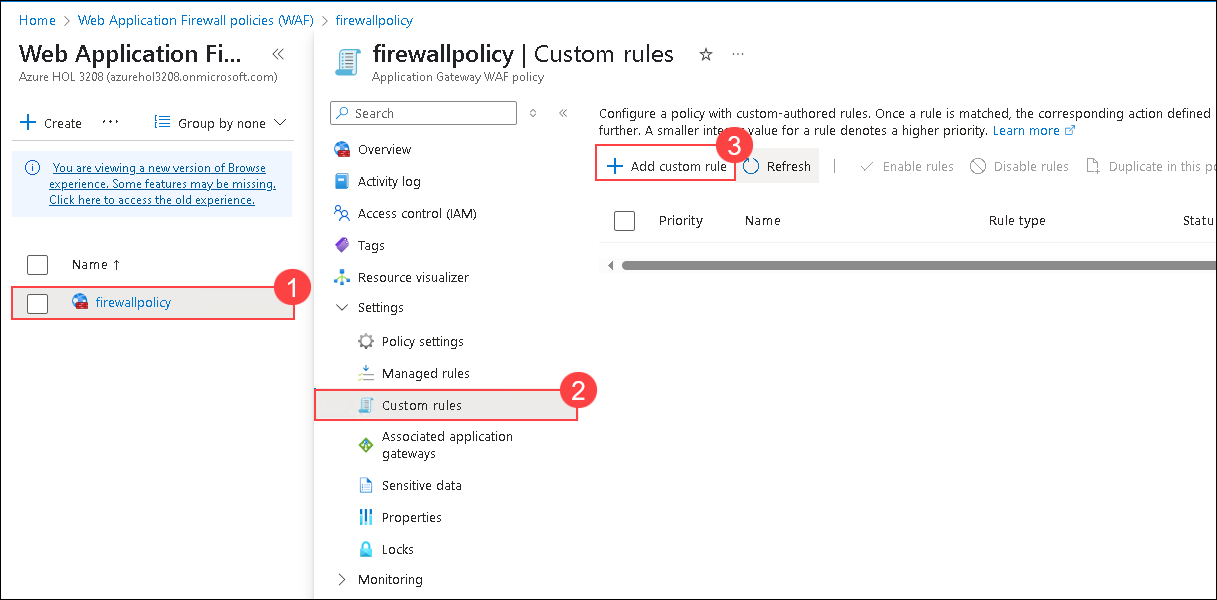 Home > Web Application Firewall policies (WAF) > firewallpolicy
Web Application Fi...
Azure HOL 3208 (azurehol3208.onmicrosoft.com)
Create ... Group by none
You are viewing a new version of Browse
experience. Some features may be missing.
Click here to access the old experience.
Name ↑
firewallpolicy
1
firewallpolicy | Custom rules
Application Gateway WAF policy
Search
Overview
Activity log
Access control (IAM)
Tags
Resource visualizer
Settings
Policy settings
Managed rules
Custom rules
2
Associated application
gateways
Sensitive data
Properties
Locks
Monitoring
Configure a policy with custom-authored rules. Once a rule is matched, the corresponding action defined
further. A smaller inte value for a rule denotes a higher priority. Learn more
3
Add custom rule Refresh Enable rules Disable rules Duplicate in this po
Priority Name Rule type Statu